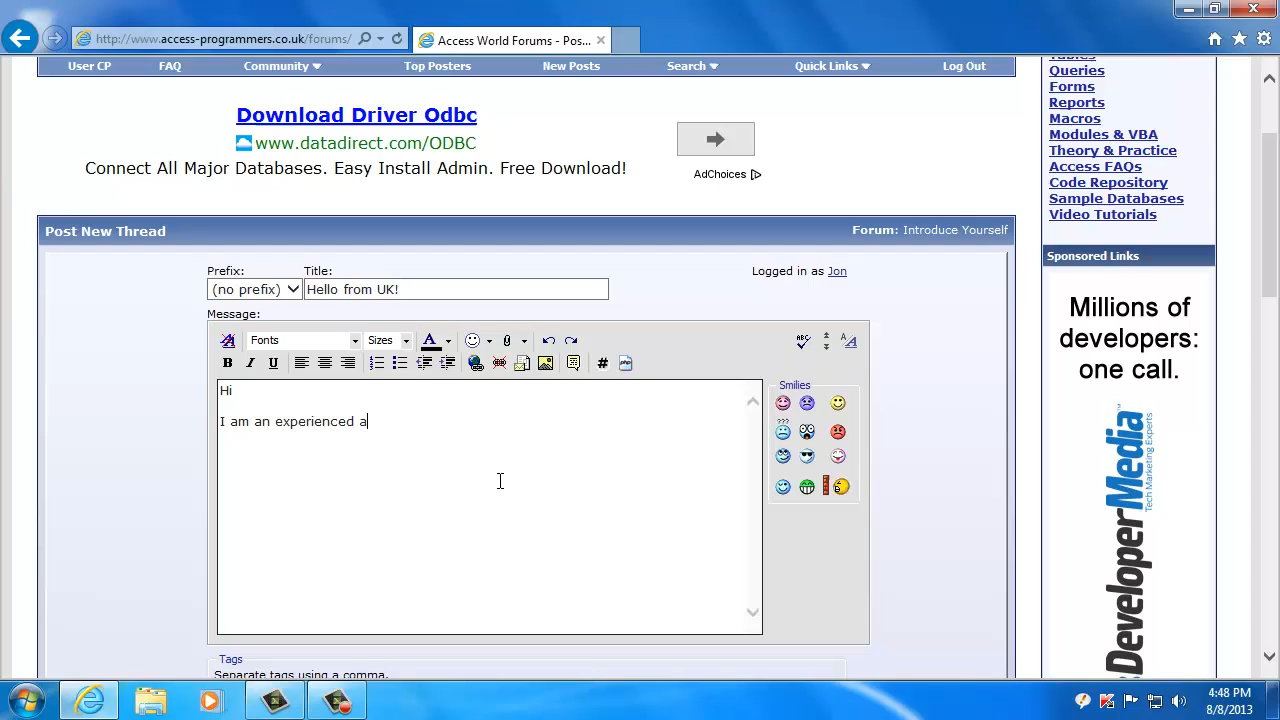 http://www.access-programmers.co.uk/forums/
Access World Forums - Pos...
User CP
FAQ
Community
Top Posters
New Posts
Search
Quick Links
Log Out
Download Driver Odbc
www.datadirect.com/ODBC
Connect All Major Databases. Easy Install Admin. Free Download!
AdChoices
Tables
Queries
Forms
Reports
Macros
Modules & VBA
Theory & Practice
Access FAQs
Code Repository
Sample Databases
Video Tutorials
Sponsored Links
Millions of
developers:
one call.
DeveloperMedia
Tech Marketing Experts
Post New Thread
Forum: Introduce Yourself
Prefix:
Title:
Logged in as Jon
(no prefix)
Hello from UK!
Message:
Fonts
Sizes
A
ABC
A
A
B I U
#
php
Hi
I am an experienced a
Smilies
???
Tags
Separate tags using a comma.
4:48 PM
8/8/2013